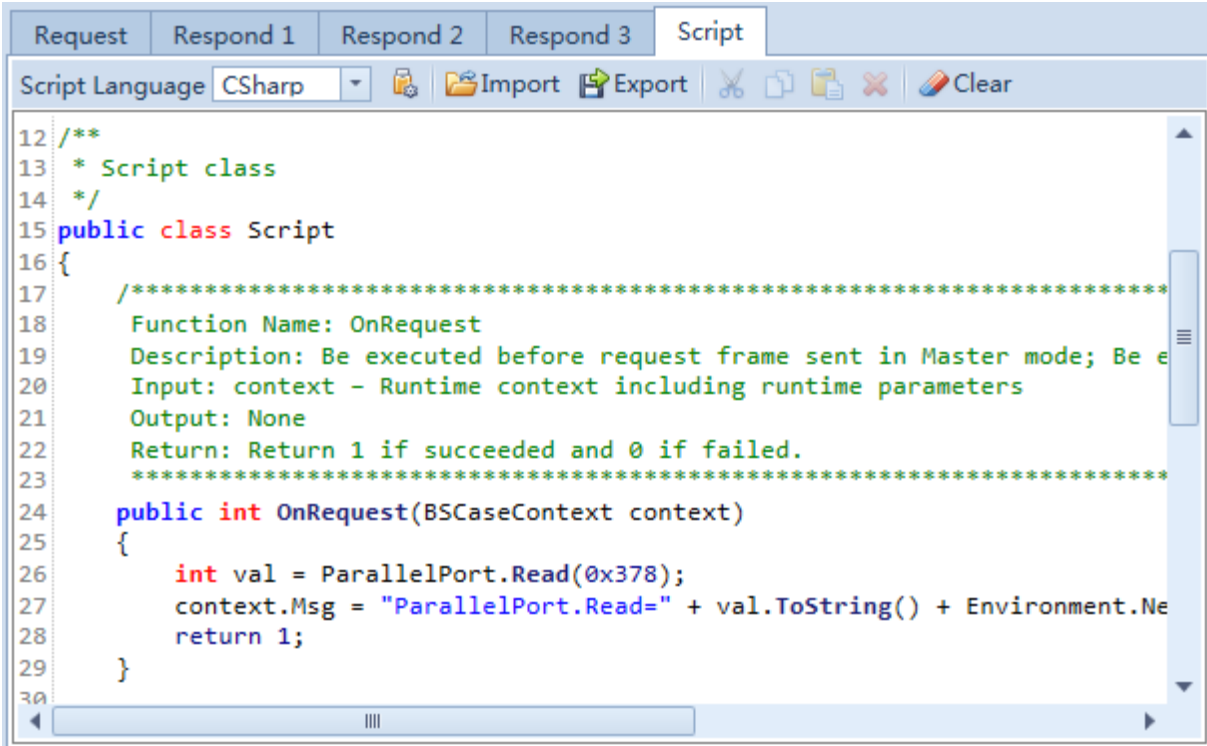 Request Respond 1 Respond 2 Respond 3 Script
Script Language CSharp Import Export Clear
12 /**
13  * Script class
14  */
15 public class Script
16 {
17     /***********************************************************************
18      Function Name: OnRequest
19      Description: Be executed before request frame sent in Master mode; Be e
20      Input: context – Runtime context including runtime parameters
21      Output: None
22      Return: Return 1 if succeeded and 0 if failed.
23      ***********************************************************************
24     public int OnRequest(BSCaseContext context)
25     {
26         int val = ParallelPort.Read(0x378);
27         context.Msg = "ParallelPort.Read=" + val.ToString() + Environment.Ne
28         return 1;
29     }
30